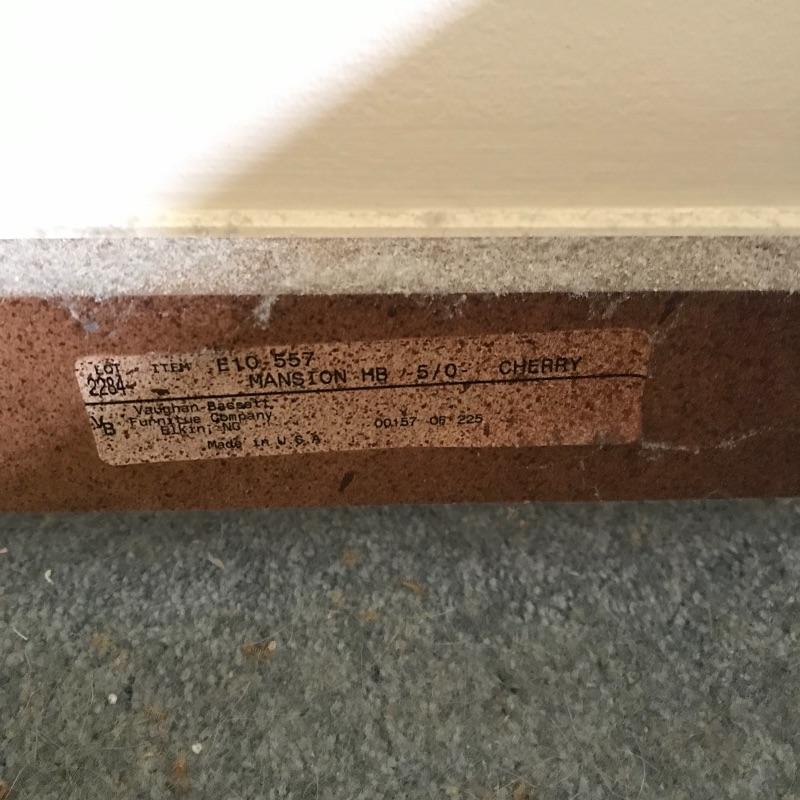 LOT ITEM E10 557
2284- MANSION HB 5/0 CHERRY
VB Vaughan-Bassett
Furniture Company
Elkin, NC 00157 OF 225
Made in U S A